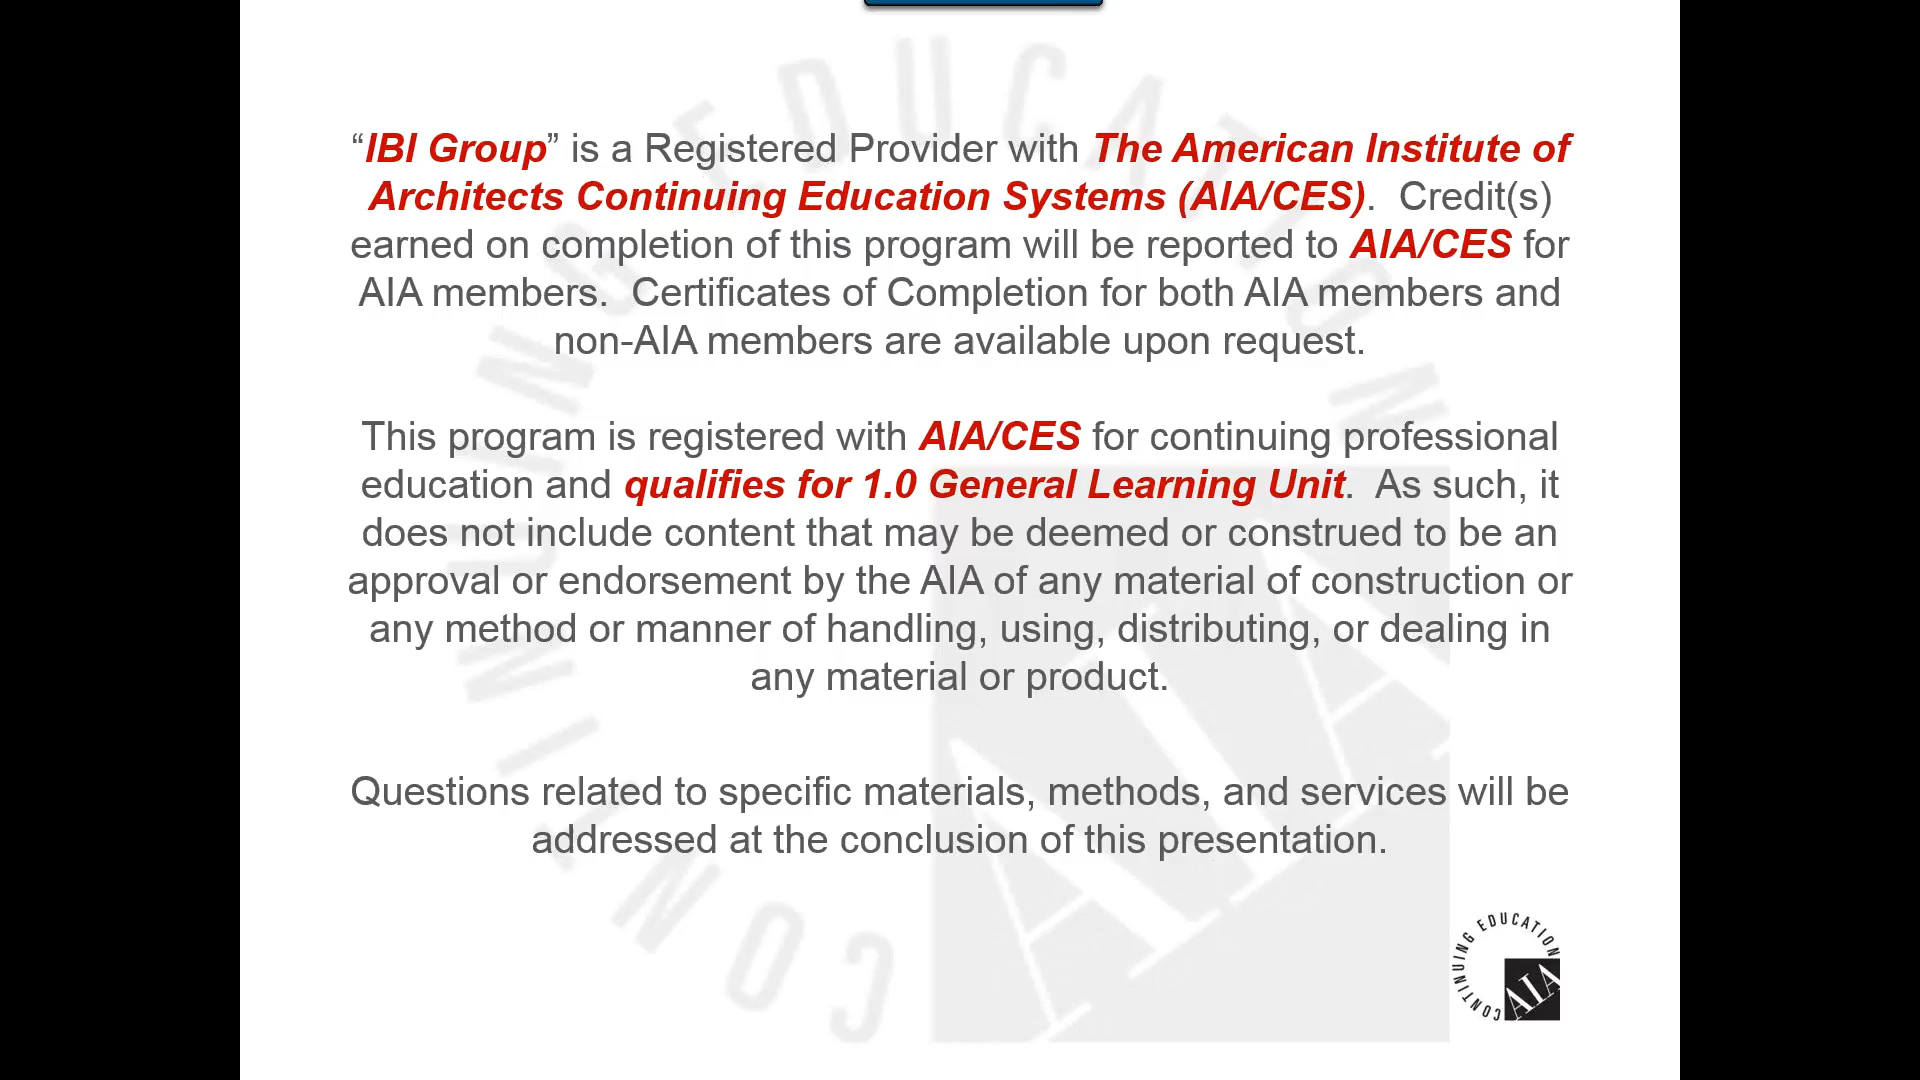 “IBI Group” is a Registered Provider with The American Institute of
Architects Continuing Education Systems (AIA/CES).  Credit(s)
earned on completion of this program will be reported to AIA/CES for
AIA members.  Certificates of Completion for both AIA members and
non-AIA members are available upon request.
This program is registered with AIA/CES for continuing professional
education and qualifies for 1.0 General Learning Unit.  As such, it
does not include content that may be deemed or construed to be an
approval or endorsement by the AIA of any material of construction or
any method or manner of handling, using, distributing, or dealing in
any material or product.
Questions related to specific materials, methods, and services will be
addressed at the conclusion of this presentation.
CONTINUING EDUCATION
AIA
CONTINUING EDUCATION
AIA